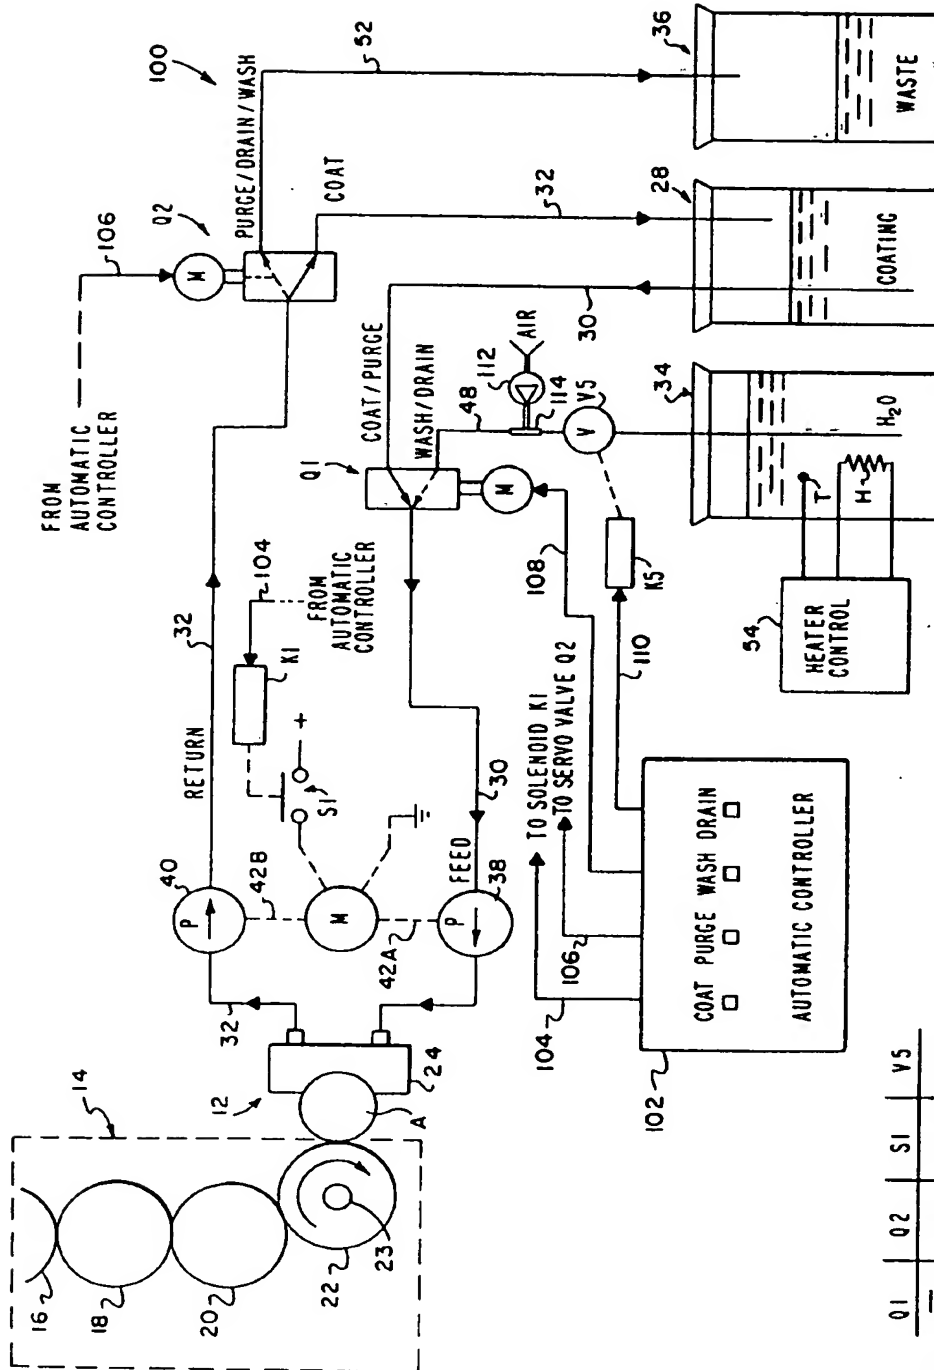 100
52
36
WASTE
PURGE/DRAIN/WASH
COAT
Q2
106
M
FROM
AUTOMATIC
CONTROLLER
32
28
COATING
30
COAT/PURGE
WASH/DRAIN
AIR
112
114
48
V5
V
Q1
M
34
H₂O
T
H
HEATER
CONTROL
54
K5
108
110
32
RETURN
K1
104
FROM
AUTOMATIC
CONTROLLER
S1
+
40
P
42B
M
42A
P
38
FEED
30
32
TO SOLENOID K1
TO SERVO VALVE Q2
106
104
COAT PURGE WASH DRAIN
AUTOMATIC CONTROLLER
102
14
12
24
A
16
18
20
22
23
Q1 Q2 S1 V5